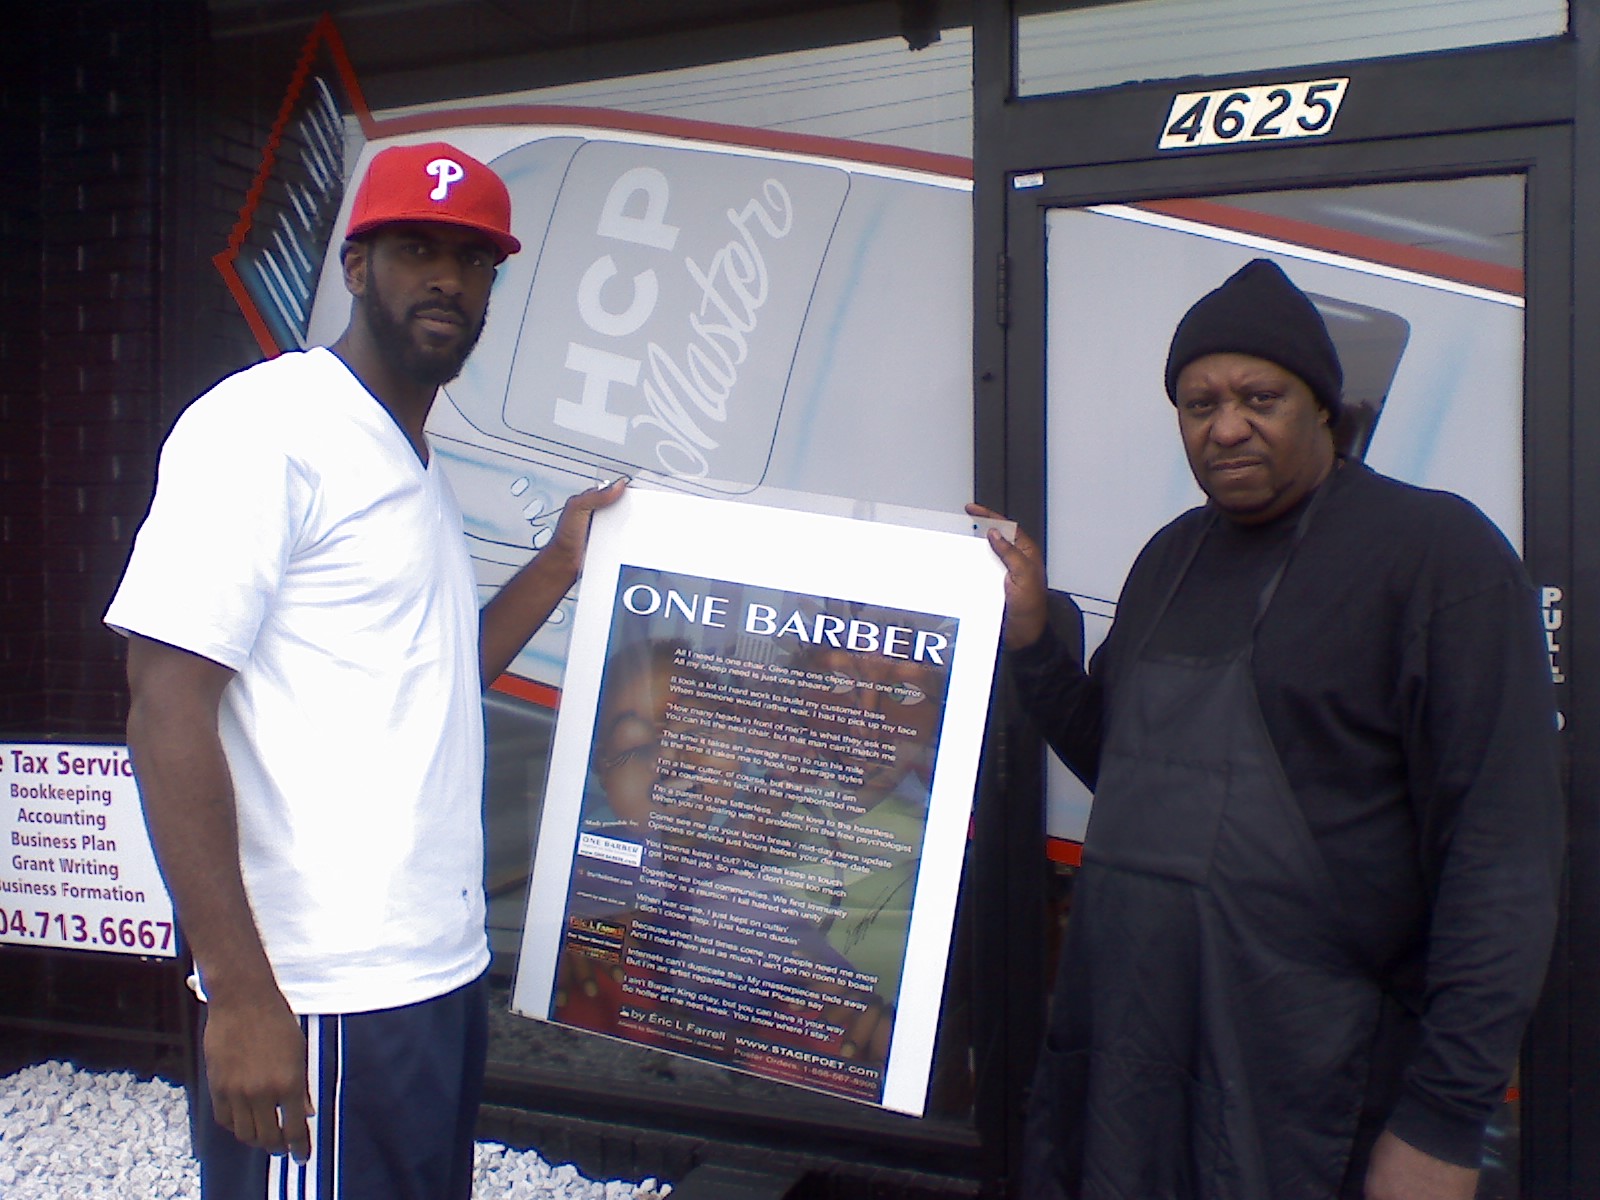 4625
P
HCP
Master
PULL
e Tax Servic
Bookkeeping
Accounting
Business Plan
Grant Writing
usiness Formation
04.713.6667
ONE BARBER
All I need is one chair. Give me one clipper and one mirror
All my sheep need is just one shearer
It took a lot of hard work to build my customer base
When someone would rather wait, I had to pick up my face
"How many heads in front of me?" is what they ask me
You can hit the next chair, but that man can't match me
The time it takes an average man to run his mile
Is the time it takes me to hook up average styles
I'm a hair cutter, of course, but that ain't all I am
I'm a counselor. In fact, I'm the neighborhood man
I'm a parent to the fatherless... show love to the heartless
When you're dealing with a problem, I'm the free psychologist
Come see me on your lunch break / mid-day news update
Opinions or advice just hours before your dinner date.
You wanna keep it cut? You gotta keep in touch
I got you that job. So really, I don't cost too much
Together we build communities. We find immunity
Everyday is a reunion. I kill hatred with unity
When war came, I just kept on cuttin'
I didn't close shop, I just kept on duckin'
Because when hard times come, my people need me most
And I need them just as much. I ain't got no room to boast
Internets can't duplicate this. My masterpieces fade away
But I'm an artist regardless of what Picasso say
I ain't Burger King okay, but you can have it your way
So holler at me next week. You know where I stay...
Made possible by:
ONE BARBER
Eric L Farrell
by Eric L Farrell
www.STAGEPOET.com
Poster Orders: 1-866-667-8900